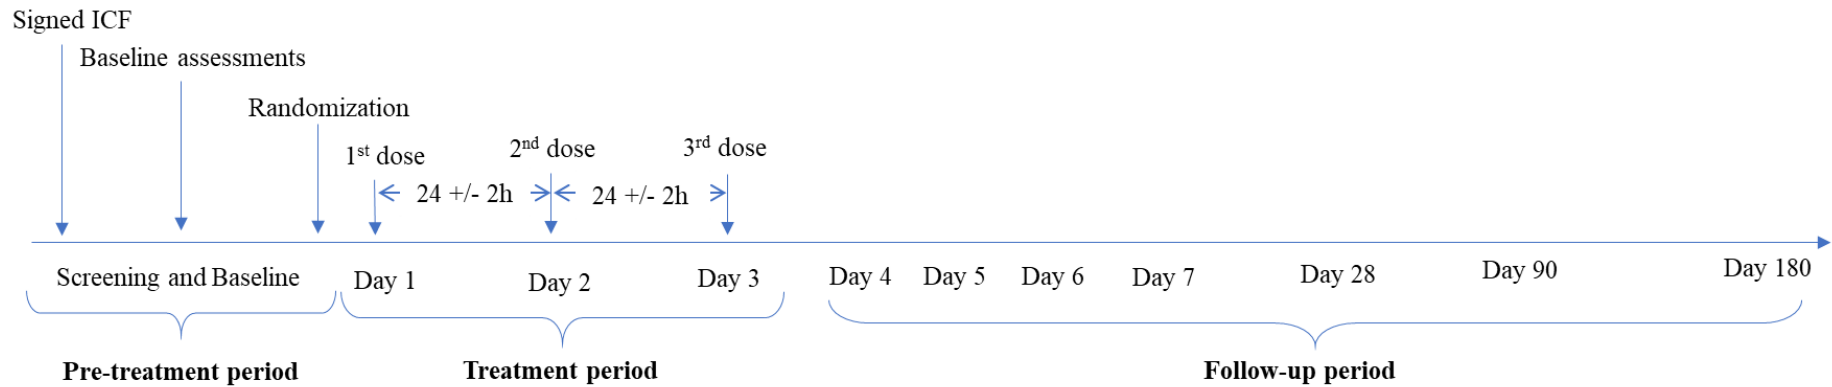 Signed ICF
Baseline assessments
Randomization
1st dose
2nd dose
3rd dose
24 +/- 2h
24 +/- 2h
Screening and Baseline
Day 1
Day 2
Day 3
Day 4
Day 5
Day 6
Day 7
Day 28
Day 90
Day 180
Pre-treatment period
Treatment period
Follow-up period